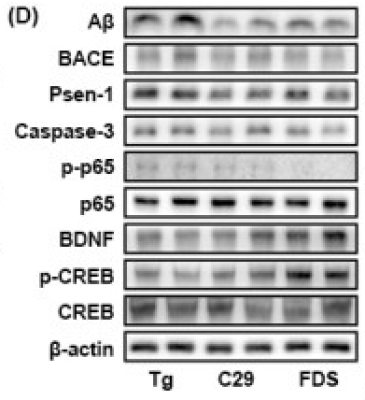 (D)
Aβ
BACE
Psen-1
Caspase-3
p-p65
p65
BDNF
p-CREB
CREB
β-actin
Tg C29 FDS